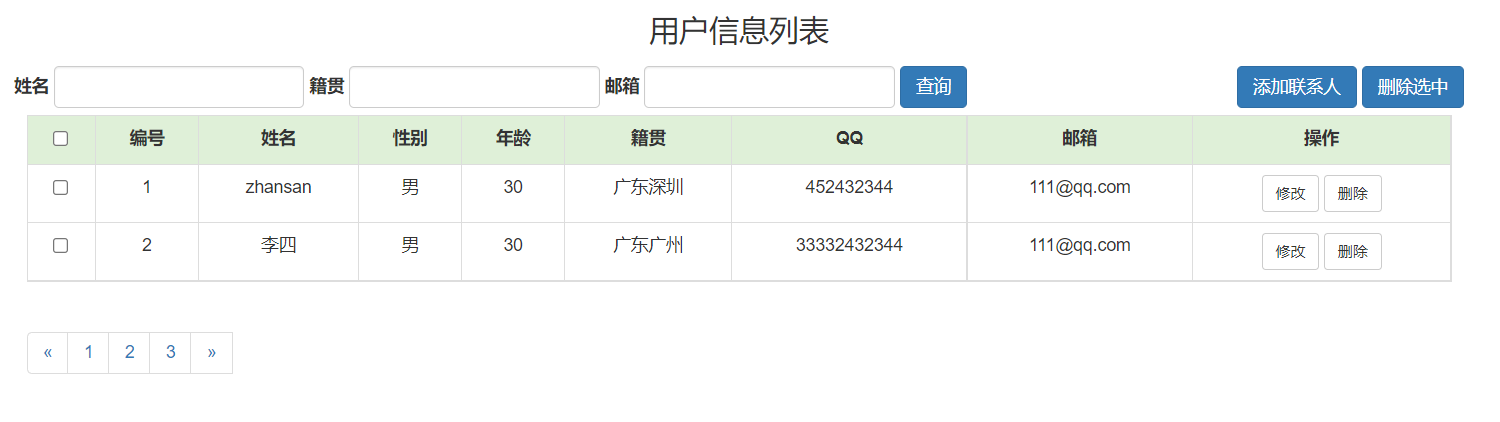 用户信息列表
姓名 籍贯 邮箱 查询 添加联系人 删除选中
编号 姓名 性别 年龄 籍贯 QQ 邮箱 操作
1 zhansan 男 30 广东深圳 452432344 111@qq.com 修改 删除
2 李四 男 30 广东广州 33332432344 111@qq.com 修改 删除
« 1 2 3 »